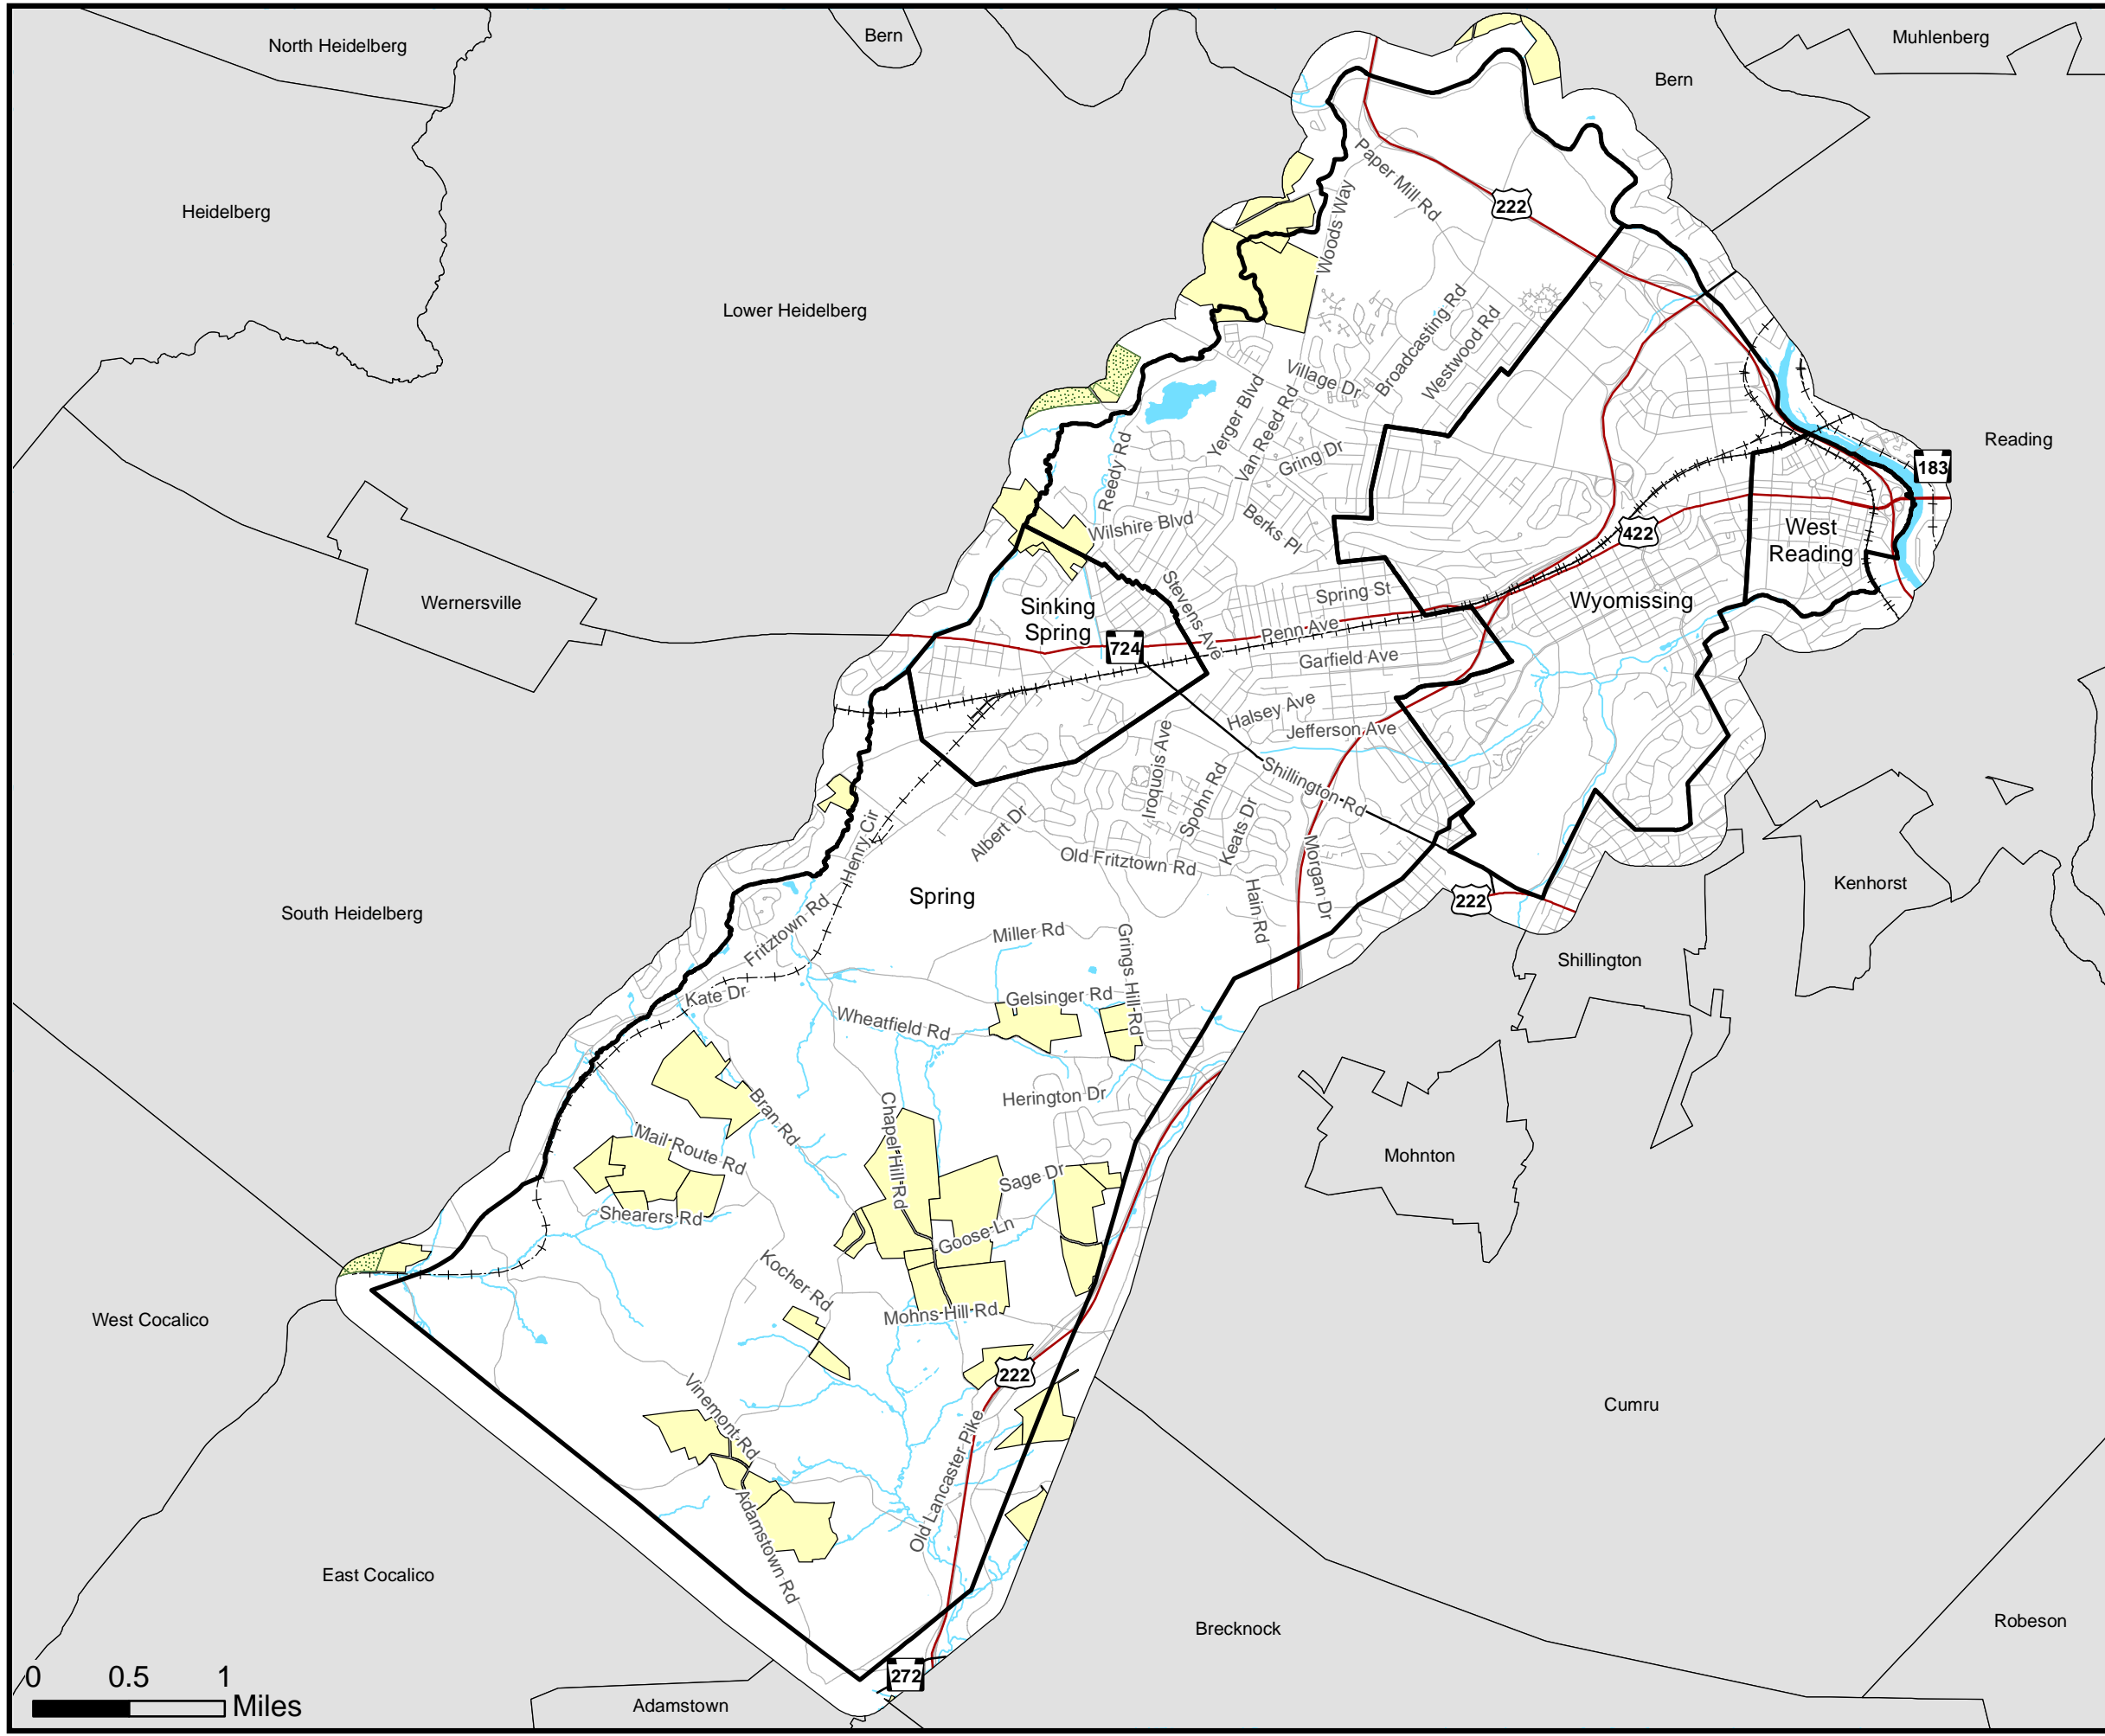 North Heidelberg
Bern
Muhlenberg
Bern
Heidelberg
Paper Mill Rd
222
Woods Way
Lower Heidelberg
Broadcasting Rd
Westwood Rd
Village Dr
Yerger Blvd
Van Reed Rd
Gring Dr
Reedy Rd
Reading
183
Wilshire Blvd
Berks Pl
422
West
Reading
Wernersville
Sinking
Spring
Stevens Ave
Spring St
Wyomissing
724
Penn Ave
Garfield Ave
Halsey Ave
Jefferson Ave
Iroquois Ave
Spohn Rd
Shillington Rd
Keats Dr
Albert Dr
Henry Cir
Old Fritztown Rd
Morgan Dr
Hain Rd
222
Kenhorst
Spring
South Heidelberg
Fritztown Rd
Miller Rd
Grings Hill Rd
Shillington
Kate Dr
Gelsinger Rd
Wheatfield Rd
Bran Rd
Chapel Hill Rd
Herington Dr
Mail Route Rd
Mohnton
Sage Dr
Shearers Rd
Goose Ln
Kocher Rd
Mohns Hill Rd
West Cocalico
222
Vinemont Rd
Old Lancaster Pike
Cumru
Adamstown Rd
East Cocalico
Brecknock
Robeson
272
Adamstown
0 0.5 1
Miles